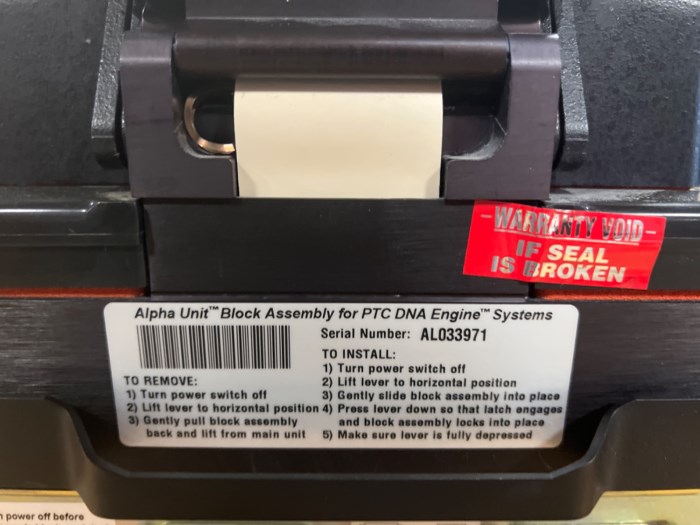 WARRANTY VOID
IF SEAL
IS BROKEN
Alpha Unit™ Block Assembly for PTC DNA Engine™ Systems
Serial Number: AL033971
TO REMOVE:
1) Turn power switch off
2) Lift lever to horizontal position
3) Gently pull block assembly
back and lift from main unit
TO INSTALL:
1) Turn power switch off
2) Lift lever to horizontal position
3) Gently slide block assembly into place
4) Press lever down so that latch engages
and block assembly locks into place
5) Make sure lever is fully depressed
power off before